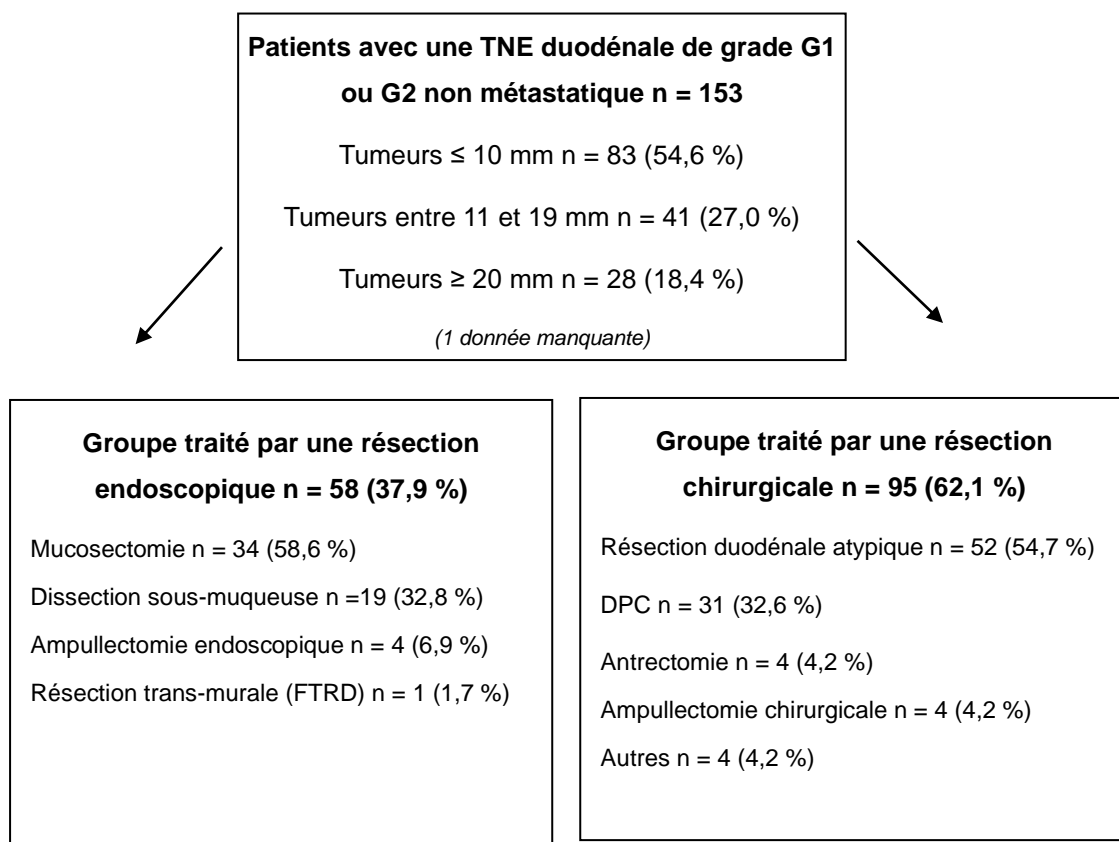 Patients avec une TNE duodénale de grade G1
ou G2 non métastatique n = 153
Tumeurs ≤ 10 mm n = 83 (54,6 %)
Tumeurs entre 11 et 19 mm n = 41 (27,0 %)
Tumeurs ≥ 20 mm n = 28 (18,4 %)
(1 donnée manquante)
Groupe traité par une résection
endoscopique n = 58 (37,9 %)
Mucosectomie n = 34 (58,6 %)
Dissection sous-muqueuse n =19 (32,8 %)
Ampullectomie endoscopique n = 4 (6,9 %)
Résection trans-murale (FTRD) n = 1 (1,7 %)
Groupe traité par une résection
chirurgicale n = 95 (62,1 %)
Résection duodénale atypique n = 52 (54,7 %)
DPC n = 31 (32,6 %)
Antrectomie n = 4 (4,2 %)
Ampullectomie chirurgicale n = 4 (4,2 %)
Autres n = 4 (4,2 %)